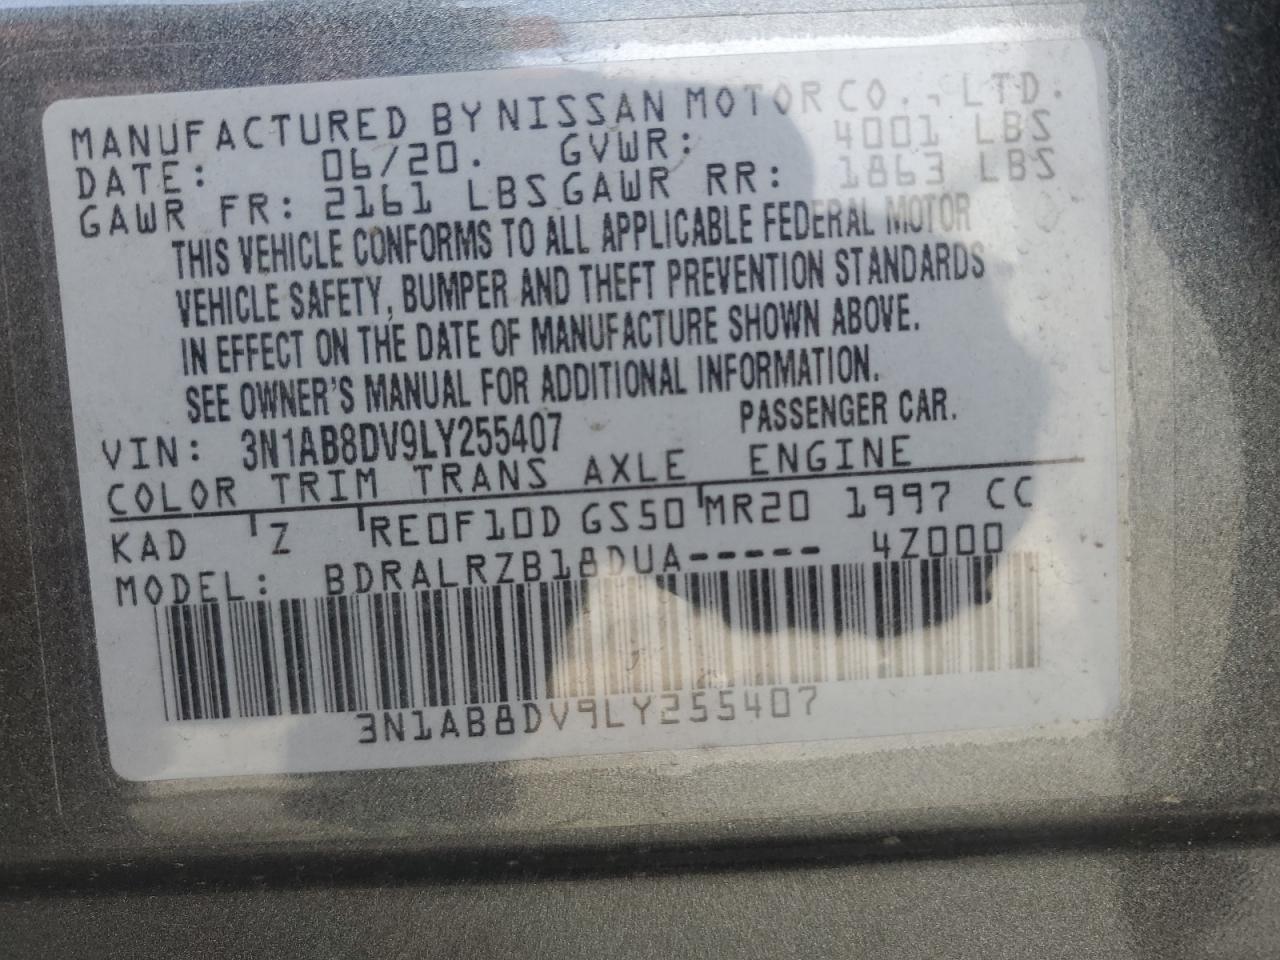 MANUFACTURED BY NISSAN MOTOR CO., LTD.
DATE: 06/20. GVWR: 4001 LBS
GAWR FR: 2161 LBS GAWR RR: 1863 LBS
THIS VEHICLE CONFORMS TO ALL APPLICABLE FEDERAL MOTOR
VEHICLE SAFETY, BUMPER AND THEFT PREVENTION STANDARDS
IN EFFECT ON THE DATE OF MANUFACTURE SHOWN ABOVE.
SEE OWNER'S MANUAL FOR ADDITIONAL INFORMATION.
VIN: 3N1AB8DV9LY255407 PASSENGER CAR.
COLOR TRIM TRANS AXLE ENGINE
KAD Z RE0F10D GS50 MR20 1997 CC
MODEL: BDRALRZB18DUA----- 4Z000
3N1AB8DV9LY255407